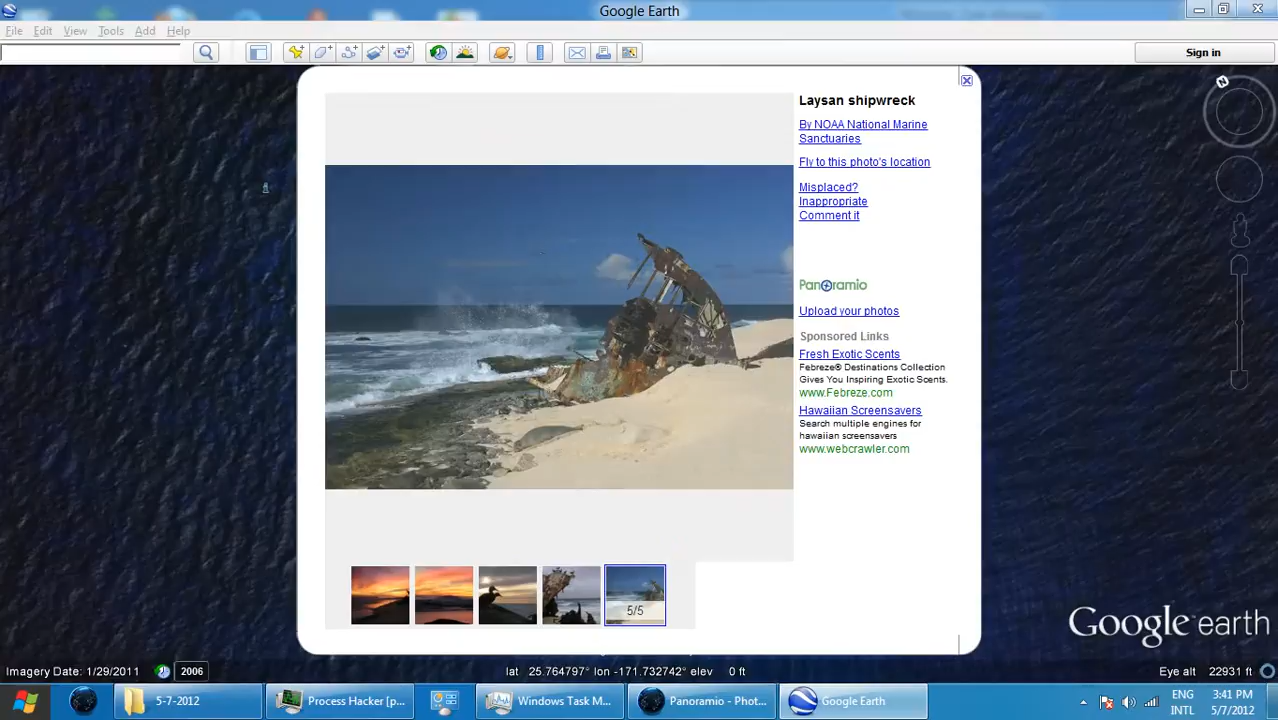 Google Earth
File Edit View Tools Add Help
Sign in
N
Laysan shipwreck
By NOAA National Marine
Sanctuaries
Fly to this photo's location
Misplaced?
Inappropriate
Comment it
Panoramio
Upload your photos
Sponsored Links
Fresh Exotic Scents
Febreze® Destinations Collection
Gives You Inspiring Exotic Scents.
www.Febreze.com
Hawaiian Screensavers
Search multiple engines for
hawaiian screensavers
www.webcrawler.com
5/5
Google earth
Imagery Date: 1/29/2011 2006 lat 25.764797° lon -171.732742° elev 0 ft Eye alt 22931 ft
5-7-2012 Process Hacker [p... Windows Task M... Panoramio - Phot... Google Earth
ENG
INTL
3:41 PM
5/7/2012